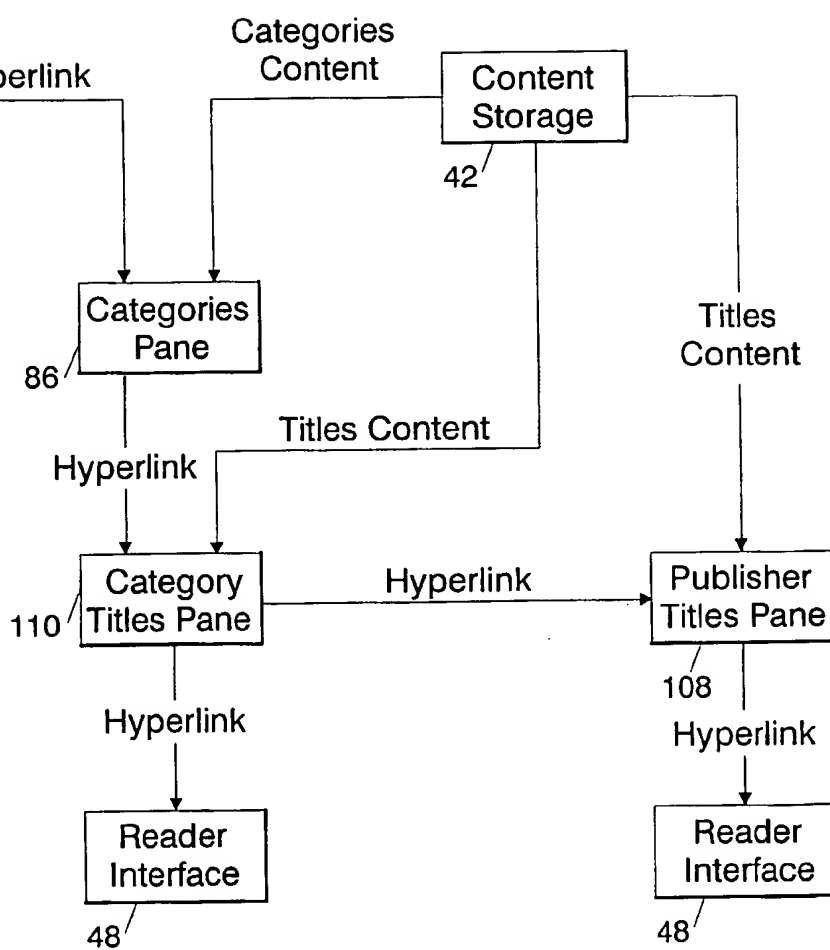 Categories
Content
Content
Storage
42
Categories
Pane
86
Titles
Content
Titles Content
Hyperlink
Category
Titles Pane
110
Hyperlink
Publisher
Titles Pane
108
Hyperlink
Hyperlink
Reader
Interface
48
Reader
Interface
48